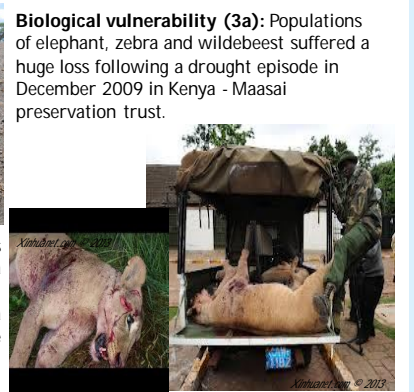 Biological vulnerability (3a): Populations
of elephant, zebra and wildebeest suffered a
huge loss following a drought episode in
December 2009 in Kenya - Maasai
preservation trust.
Xinhuanet.com © 2013
Xinhuanet.com © 2013